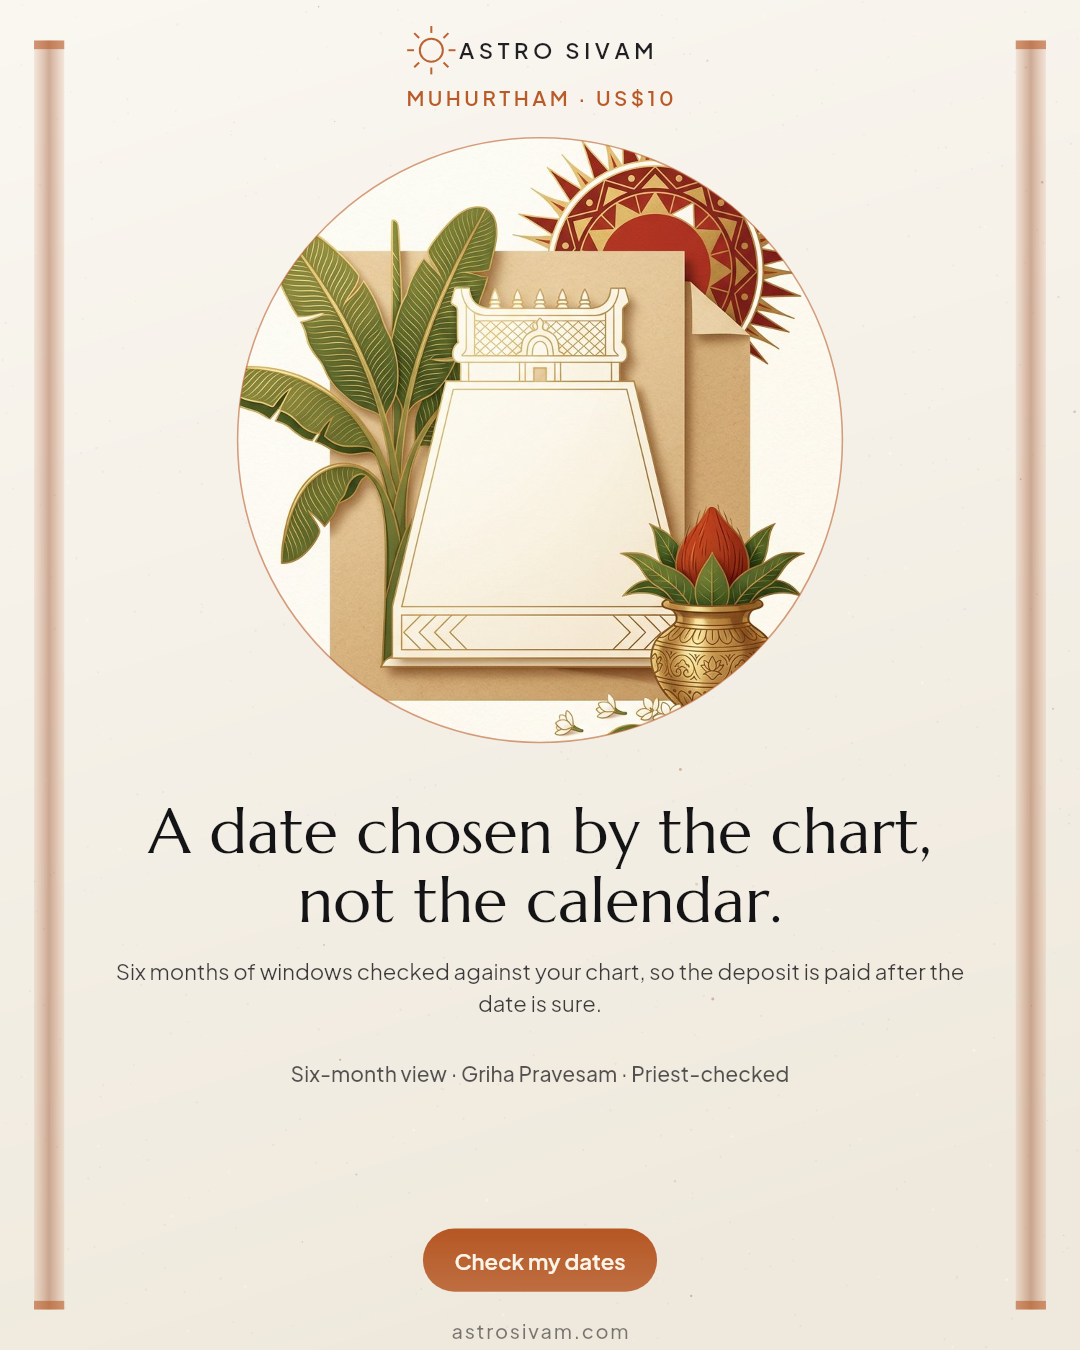 ASTRO SIVAM
MUHURTHAM · US$10
A date chosen by the chart,
not the calendar.
Six months of windows checked against your chart, so the deposit is paid after the
date is sure.
Six-month view · Griha Pravesam · Priest-checked
Check my dates
astrosivam.com